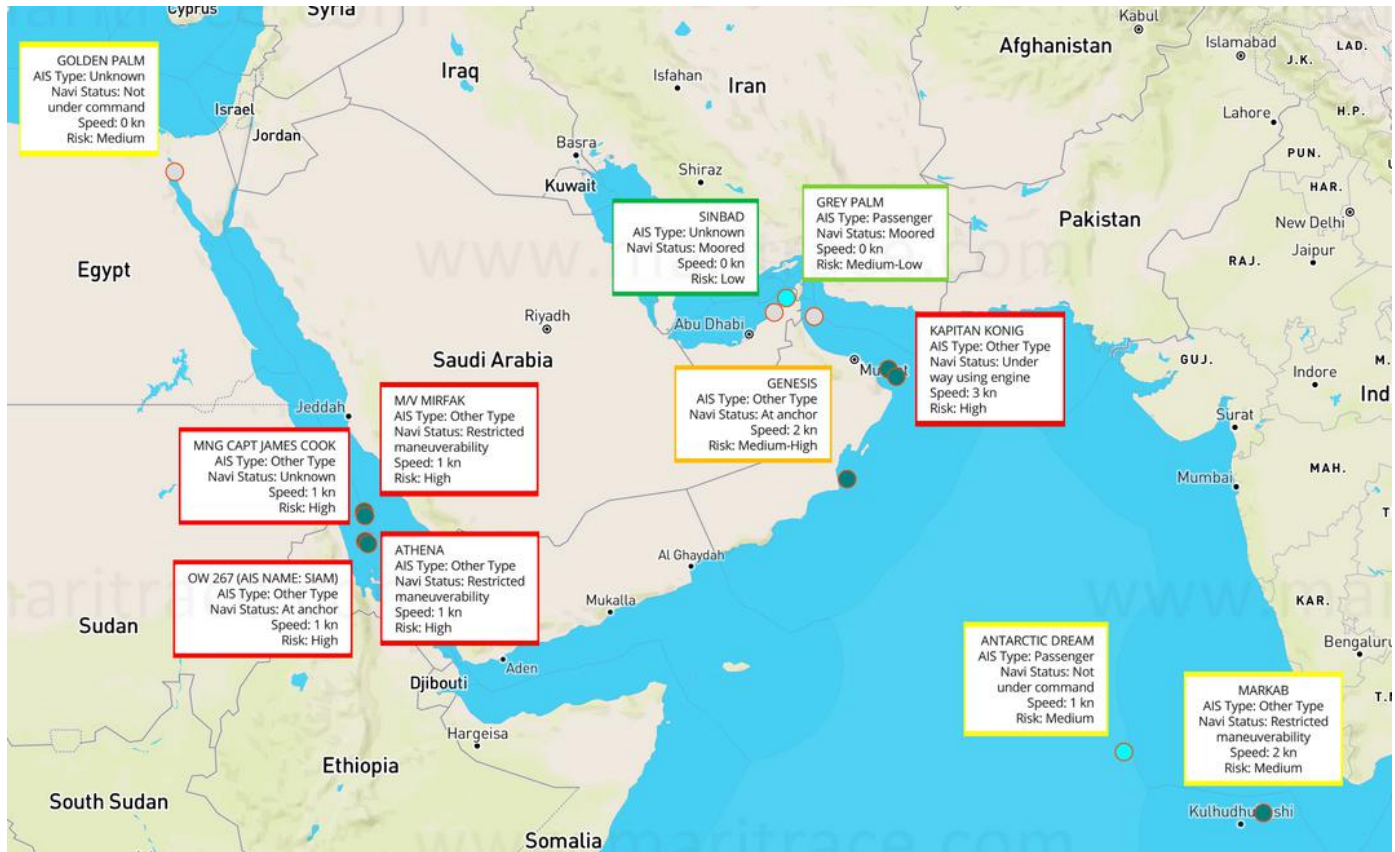 Cyprus
Syria
Kabul
Afghanistan
Islamabad
J.K.
LAD.
GOLDEN PALM
AIS Type: Unknown
Navi Status: Not
under command
Speed: 0 kn
Risk: Medium
Iraq
Isfahan
Iran
Israel
Jordan
Lahore
H.P.
Basra
PUN.
Kuwait
Shiraz
HAR.
SINBAD
AIS Type: Unknown
Navi Status: Moored
Speed: 0 kn
Risk: Low
GREY PALM
AIS Type: Passenger
Navi Status: Moored
Speed: 0 kn
Risk: Medium-Low
Pakistan
New Delhi
Jaipur
RAJ.
Egypt
Riyadh
Abu Dhabi
Saudi Arabia
KAPITAN KONIG
AIS Type: Other Type
Navi Status: Under
way using engine
Speed: 3 kn
Risk: High
GUJ.
M.
Indore
Ind
GENESIS
AIS Type: Other Type
Navi Status: At anchor
Speed: 2 kn
Risk: Medium-High
Jeddah
M/V MIRFAK
AIS Type: Other Type
Navi Status: Restricted
maneuverability
Speed: 1 kn
Risk: High
Surat
MNG CAPT JAMES COOK
AIS Type: Other Type
Navi Status: Unknown
Speed: 1 kn
Risk: High
Mumbai
MAH.
T
Al Ghaydah
ATHENA
AIS Type: Other Type
Navi Status: Restricted
maneuverability
Speed: 1 kn
Risk: High
OW 267 (AIS NAME: SIAM)
AIS Type: Other Type
Navi Status: At anchor
Speed: 1 kn
Risk: High
Sudan
Mukalla
KAR.
Bengaluru
Aden
Djibouti
ANTARCTIC DREAM
AIS Type: Passenger
Navi Status: Not
under command
Speed: 1 kn
Risk: Medium
MARKAB
AIS Type: Other Type
Navi Status: Restricted
maneuverability
Speed: 2 kn
Risk: Medium
Hargeisa
Ethiopia
South Sudan
Somalia
www.maritrace.com